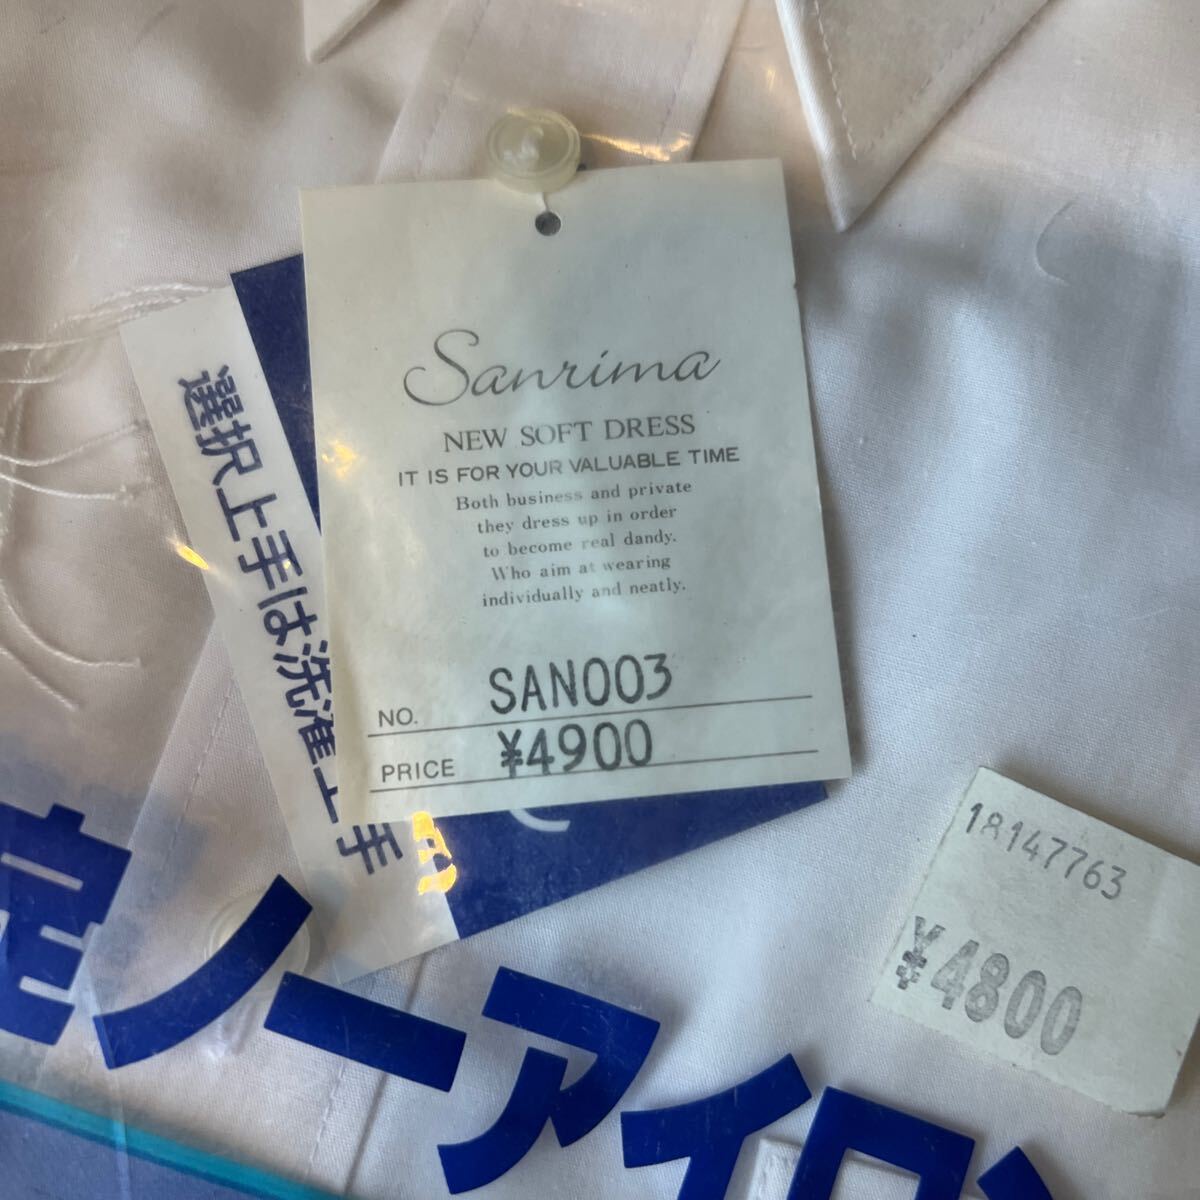 Sanrima
NEW SOFT DRESS
IT IS FOR YOUR VALUABLE TIME
Both business and private
they dress up in order
to become real dandy.
Who aim at wearing
individually and neatly.
NO. SAN003
PRICE ¥4900
選択上手は洗濯上手
18147763
¥4800
ノーアイロン